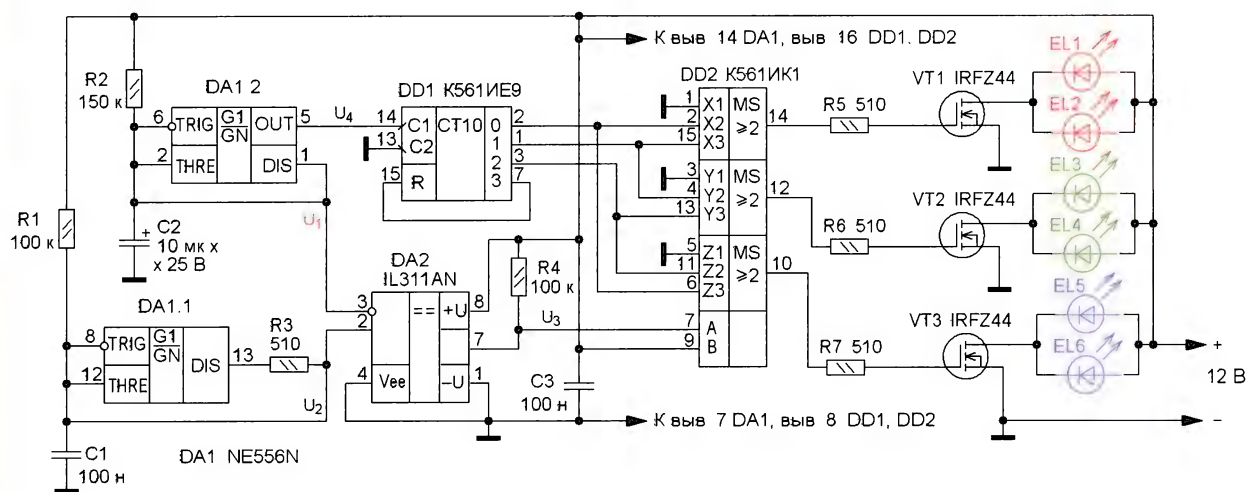 К выв 14 DA1, выв 16 DD1. DD2
R2
150 к
DA1 2
6
TRIG
G1
GN
OUT
5
2
THRE
DIS
1
U4
DD1 К561ИЕ9
14
C1
CT10
0
2
13
C2
1
1
2
3
15
R
3
7
DD2 К561ИК1
1
X1
MS
2
X2
≥2
14
15
X3
3
Y1
MS
4
Y2
≥2
12
13
Y3
5
Z1
MS
11
Z2
≥2
10
6
Z3
7
A
9
B
R5 510
R6 510
R7 510
VT1 IRFZ44
VT2 IRFZ44
VT3 IRFZ44
EL1
EL2
EL3
EL4
EL5
EL6
+
12 В
−
R1
100 к
+ C2
10 мк х
х 25 В
U1
DA2
IL311AN
3
==
+U
8
2
7
4
Vee
−U
1
R4
100 к
U3
C3
100 н
DA1.1
8
TRIG
G1
GN
DIS
13
12
THRE
R3
510
U2
C1
100 н
DA1 NE556N
К выв 7 DA1, выв 8 DD1, DD2